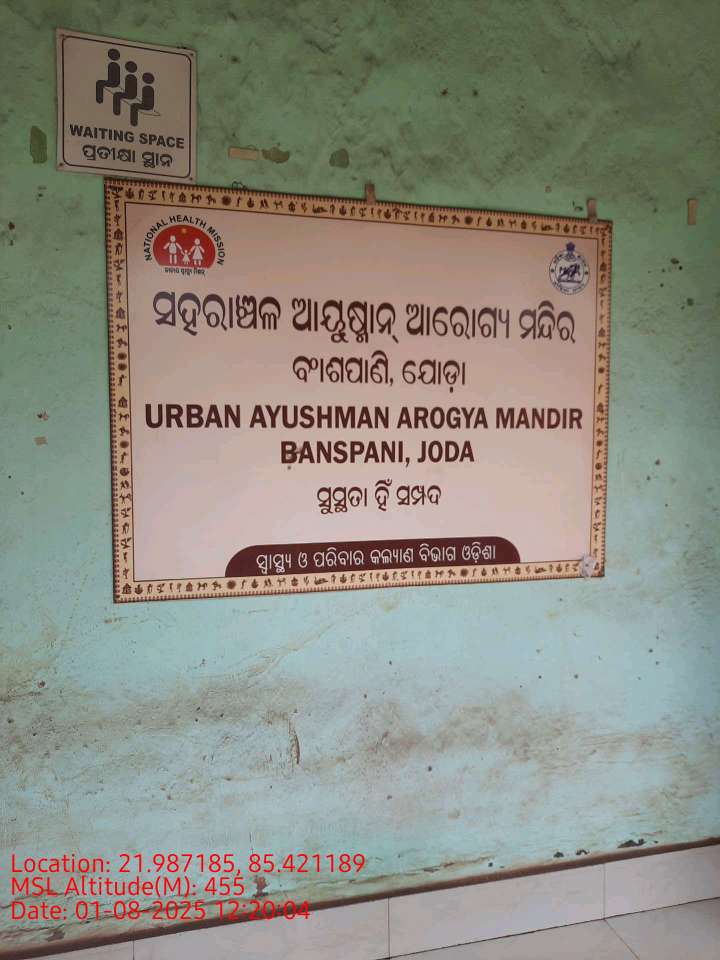 WAITING SPACE
ପ୍ରତୀକ୍ଷା ସ୍ଥାନ
NATIONAL HEALTH MISSION
ଜାତୀୟ ସ୍ୱାସ୍ଥ୍ୟ ମିଶନ୍
ସହରାଞ୍ଚଳ ଆୟୁଷ୍ମାନ୍ ଆରୋଗ୍ୟ ମନ୍ଦିର
ବାଂଶପାଣି, ଯୋଡ଼ା
URBAN AYUSHMAN AROGYA MANDIR
BANSPANI, JODA
ସୁସ୍ଥତା ହିଁ ସମ୍ପଦ
ସ୍ୱାସ୍ଥ୍ୟ ଓ ପରିବାର କଲ୍ୟାଣ ବିଭାଗ ଓଡ଼ିଶା
Location: 21.987185, 85.421189
MSL Altitude(M): 455
Date: 01-08-2025 12:20:04